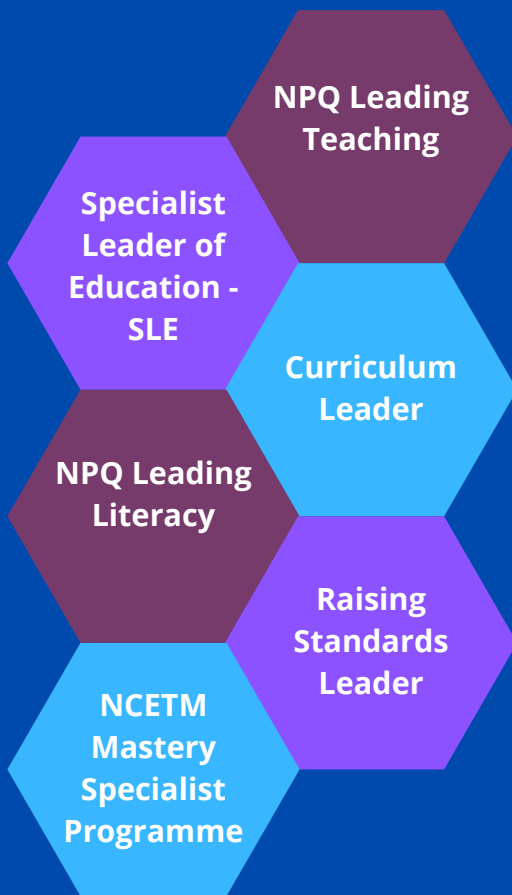 NPQ Leading
Teaching
Specialist
Leader of
Education -
SLE
Curriculum
Leader
NPQ Leading
Literacy
Raising
Standards
Leader
NCETM
Mastery
Specialist
Programme